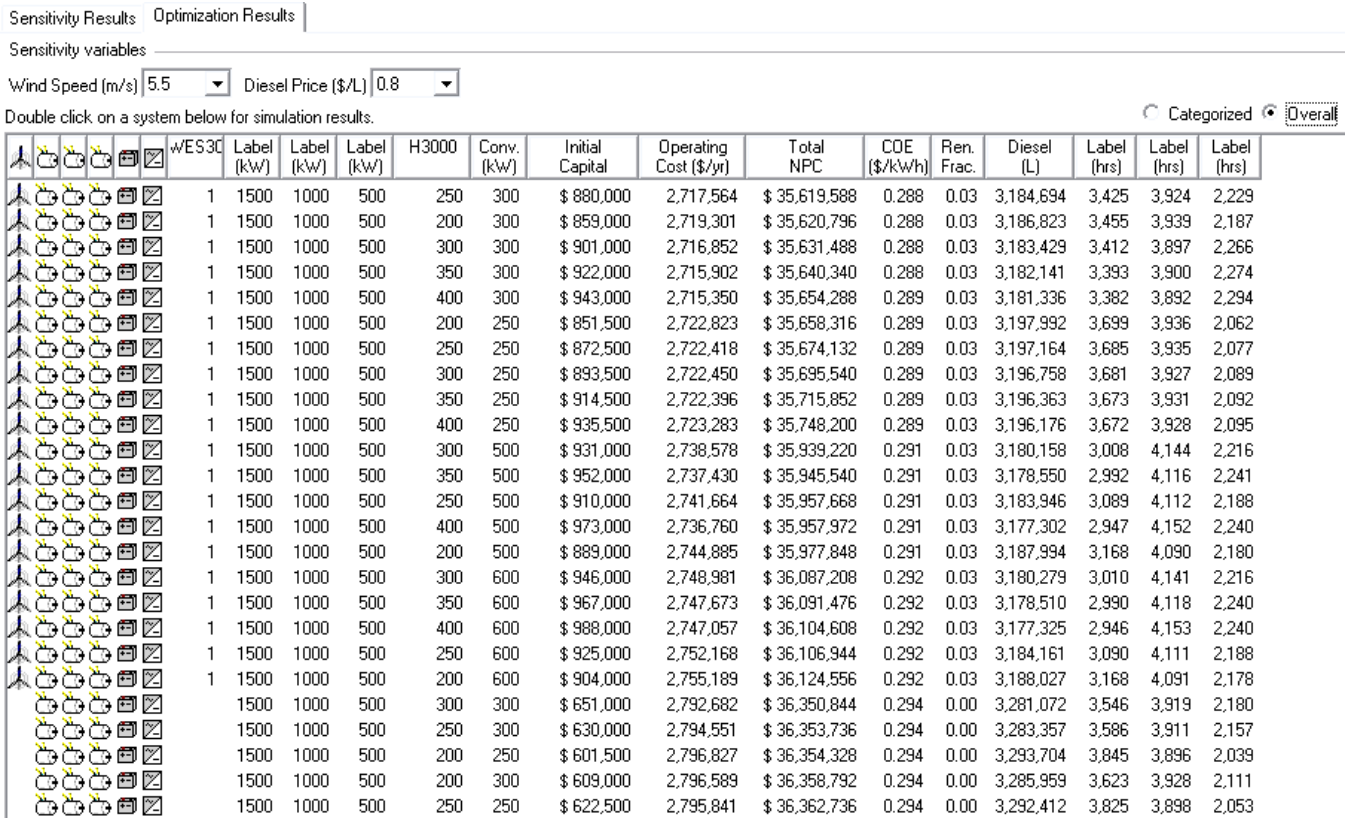 Sensitivity Results Optimization Results
Sensitivity variables
Wind Speed (m/s) 5.5 Diesel Price ($/L) 0.8
Double click on a system below for simulation results. Categorized Overall
WES30 Label (kW) Label (kW) Label (kW) H3000 Conv. (kW) Initial Capital Operating Cost ($/yr) Total NPC COE ($/kWh) Ren. Frac. Diesel (L) Label (hrs) Label (hrs) Label (hrs)
1 1500 1000 500 250 300 $ 880,000 2,717,564 $ 35,619,588 0.288 0.03 3,184,694 3,425 3,924 2,229
1 1500 1000 500 200 300 $ 859,000 2,719,301 $ 35,620,796 0.288 0.03 3,186,823 3,455 3,939 2,187
1 1500 1000 500 300 300 $ 901,000 2,716,852 $ 35,631,488 0.288 0.03 3,183,429 3,412 3,897 2,266
1 1500 1000 500 350 300 $ 922,000 2,715,902 $ 35,640,340 0.288 0.03 3,182,141 3,393 3,900 2,274
1 1500 1000 500 400 300 $ 943,000 2,715,350 $ 35,654,288 0.289 0.03 3,181,336 3,382 3,892 2,294
1 1500 1000 500 200 250 $ 851,500 2,722,823 $ 35,658,316 0.289 0.03 3,197,992 3,699 3,936 2,062
1 1500 1000 500 250 250 $ 872,500 2,722,418 $ 35,674,132 0.289 0.03 3,197,164 3,685 3,935 2,077
1 1500 1000 500 300 250 $ 893,500 2,722,450 $ 35,695,540 0.289 0.03 3,196,758 3,681 3,927 2,089
1 1500 1000 500 350 250 $ 914,500 2,722,396 $ 35,715,852 0.289 0.03 3,196,363 3,673 3,931 2,092
1 1500 1000 500 400 250 $ 935,500 2,723,283 $ 35,748,200 0.289 0.03 3,196,176 3,672 3,928 2,095
1 1500 1000 500 300 500 $ 931,000 2,738,578 $ 35,939,220 0.291 0.03 3,180,158 3,008 4,144 2,216
1 1500 1000 500 350 500 $ 952,000 2,737,430 $ 35,945,540 0.291 0.03 3,178,550 2,992 4,116 2,241
1 1500 1000 500 250 500 $ 910,000 2,741,664 $ 35,957,668 0.291 0.03 3,183,946 3,089 4,112 2,188
1 1500 1000 500 400 500 $ 973,000 2,736,760 $ 35,957,972 0.291 0.03 3,177,302 2,947 4,152 2,240
1 1500 1000 500 200 500 $ 889,000 2,744,885 $ 35,977,848 0.291 0.03 3,187,994 3,168 4,090 2,180
1 1500 1000 500 300 600 $ 946,000 2,748,981 $ 36,087,208 0.292 0.03 3,180,279 3,010 4,141 2,216
1 1500 1000 500 350 600 $ 967,000 2,747,673 $ 36,091,476 0.292 0.03 3,178,510 2,990 4,118 2,240
1 1500 1000 500 400 600 $ 988,000 2,747,057 $ 36,104,608 0.292 0.03 3,177,325 2,946 4,153 2,240
1 1500 1000 500 250 600 $ 925,000 2,752,168 $ 36,106,944 0.292 0.03 3,184,161 3,090 4,111 2,188
1 1500 1000 500 200 600 $ 904,000 2,755,189 $ 36,124,556 0.292 0.03 3,188,027 3,168 4,091 2,178
1500 1000 500 300 300 $ 651,000 2,792,682 $ 36,350,844 0.294 0.00 3,281,072 3,546 3,919 2,180
1500 1000 500 250 300 $ 630,000 2,794,551 $ 36,353,736 0.294 0.00 3,283,357 3,586 3,911 2,157
1500 1000 500 200 250 $ 601,500 2,796,827 $ 36,354,328 0.294 0.00 3,293,704 3,845 3,896 2,039
1500 1000 500 200 300 $ 609,000 2,796,589 $ 36,358,792 0.294 0.00 3,285,959 3,623 3,928 2,111
1500 1000 500 250 250 $ 622,500 2,795,841 $ 36,362,736 0.294 0.00 3,292,412 3,825 3,898 2,053